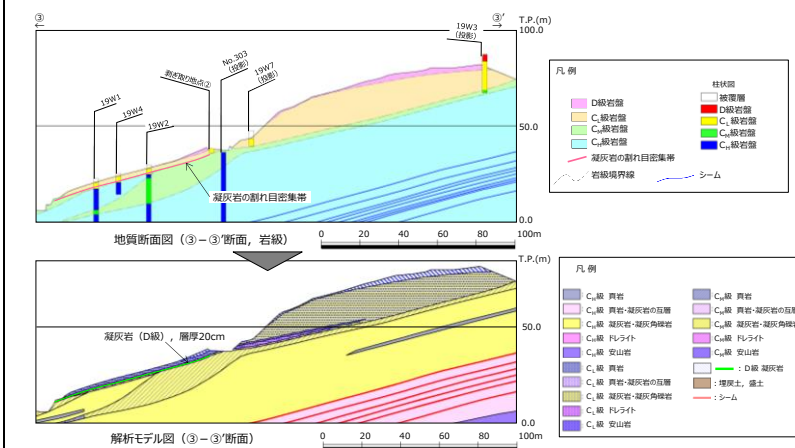 ③
③’
T.P.(m)
100.0
50.0
0.0
19W1
19W4
19W2
剥ぎ取り地点②
No.303
(投影)
19W7
(投影)
19W3
(投影)
凝灰岩の割れ目密集帯
地質断面図（③－③’断面，岩級）
0 20 40 60 80 100m
凡 例
D級岩盤
CL級岩盤
CM級岩盤
CH級岩盤
凝灰岩の割れ目密集帯
岩級境界線
シーム
柱状図
被覆層
D級岩盤
CL級岩盤
CM級岩盤
CH級岩盤
T.P.(m)
50.0
0.0
凝灰岩（D級），層厚20cm
解析モデル図（③－③’断面）
0 20 40 60 80 100m
凡 例
CH級 頁岩
CH級 頁岩・凝灰岩の互層
CH級 凝灰岩・凝灰角礫岩
CH級 ドレライト
CH級 安山岩
CL級 頁岩
CL級 頁岩・凝灰岩の互層
CL級 凝灰岩・凝灰角礫岩
CL級 ドレライト
CL級 安山岩
CM級 頁岩
CM級 頁岩・凝灰岩の互層
CM級 凝灰岩・凝灰角礫岩
CM級 ドレライト
CM級 安山岩
：D級 凝灰岩
：埋戻土，盛土
：シーム